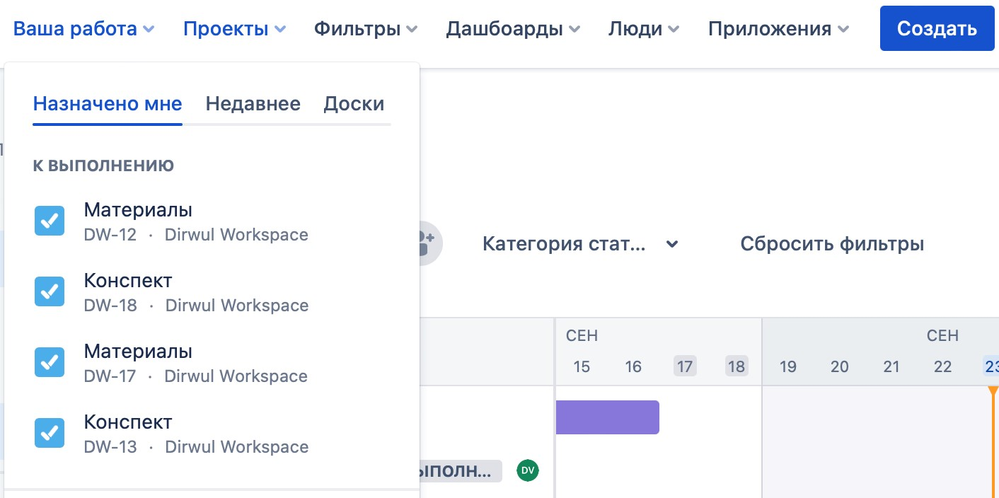 Ваша работа Проекты Фильтры Дашбоарды Люди Приложения Создать
Назначено мне Недавнее Доски
К ВЫПОЛНЕНИЮ
Материалы
DW-12 · Dirwul Workspace
Конспект
DW-18 · Dirwul Workspace
Материалы
DW-17 · Dirwul Workspace
Конспект
DW-13 · Dirwul Workspace
Категория стат... Сбросить фильтры
СЕН СЕН
15 16 17 18 19 20 21 22 23
ыполн... DV